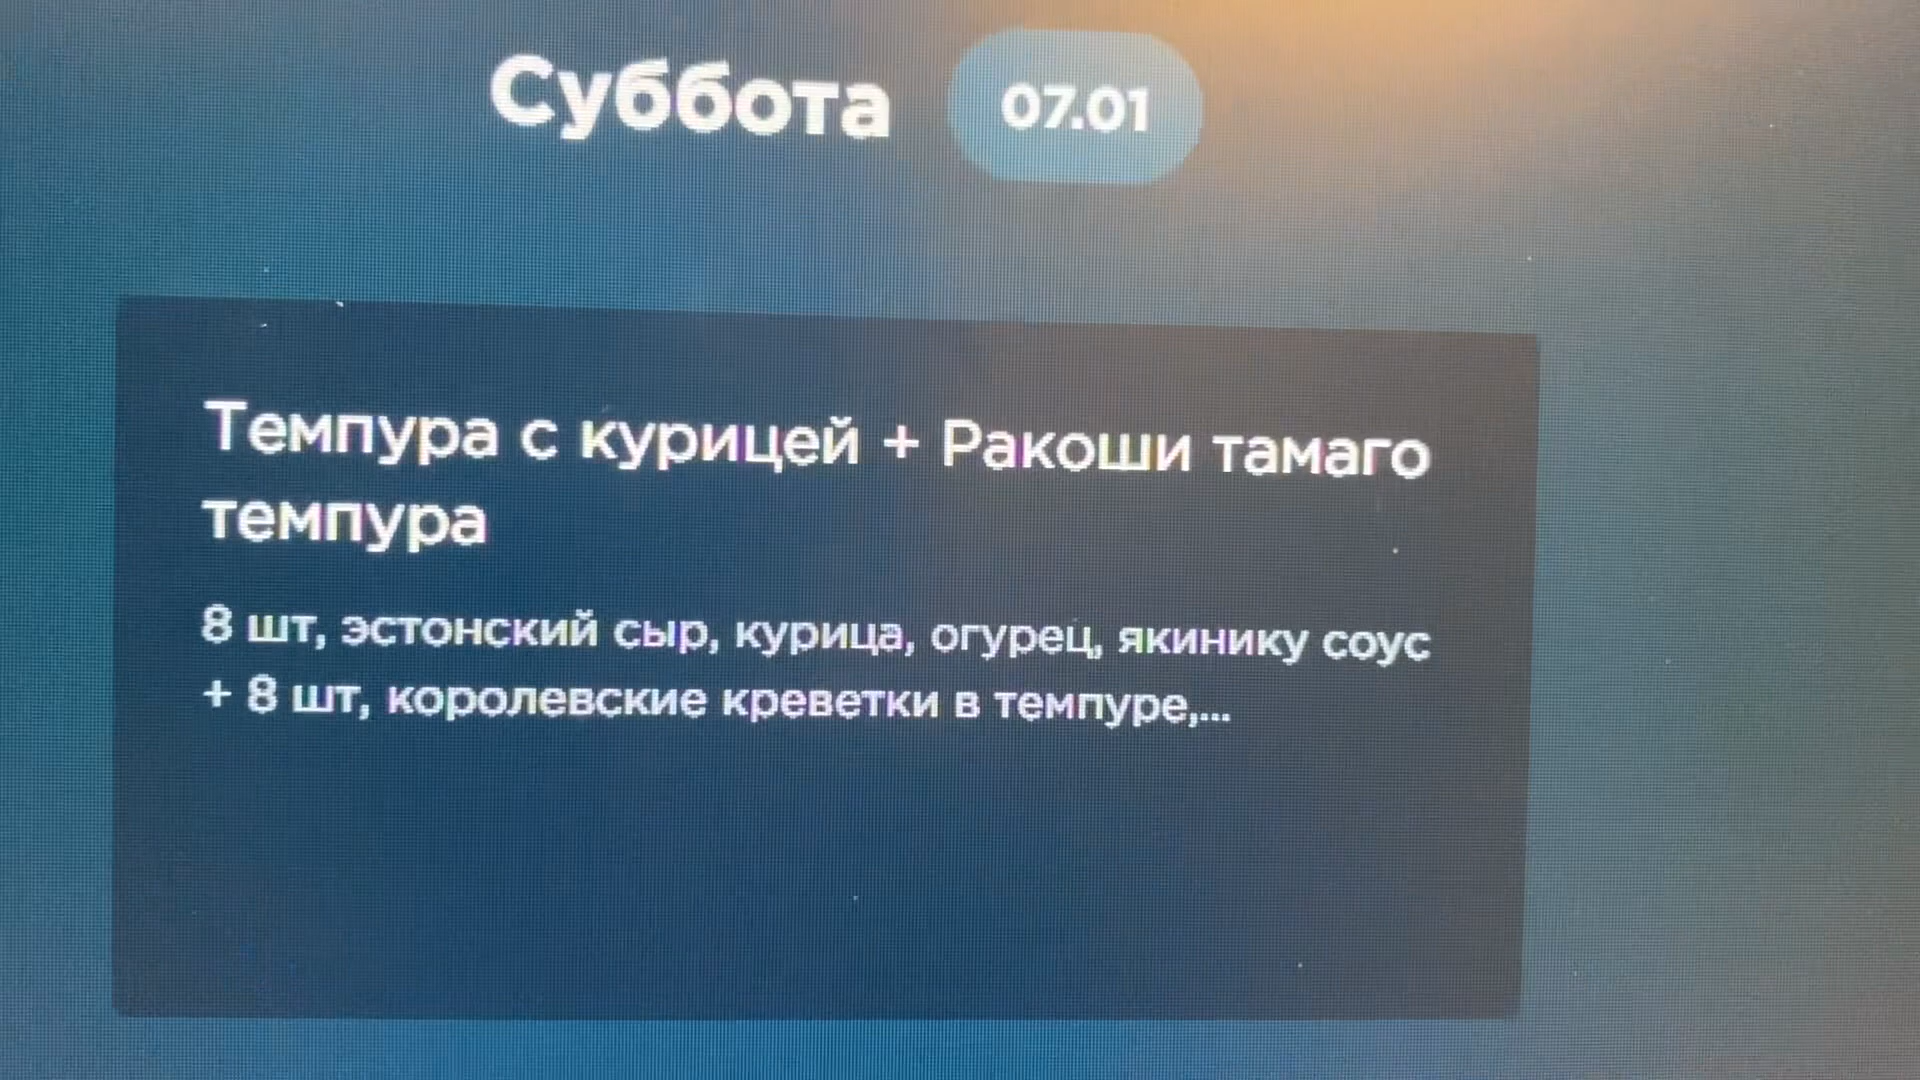 Суббота 07.01
Темпура с курицей + Ракоши тамаго
темпура
8 шт, эстонский сыр, курица, огурец, якинику соус
+ 8 шт, королевские креветки в темпуре,...